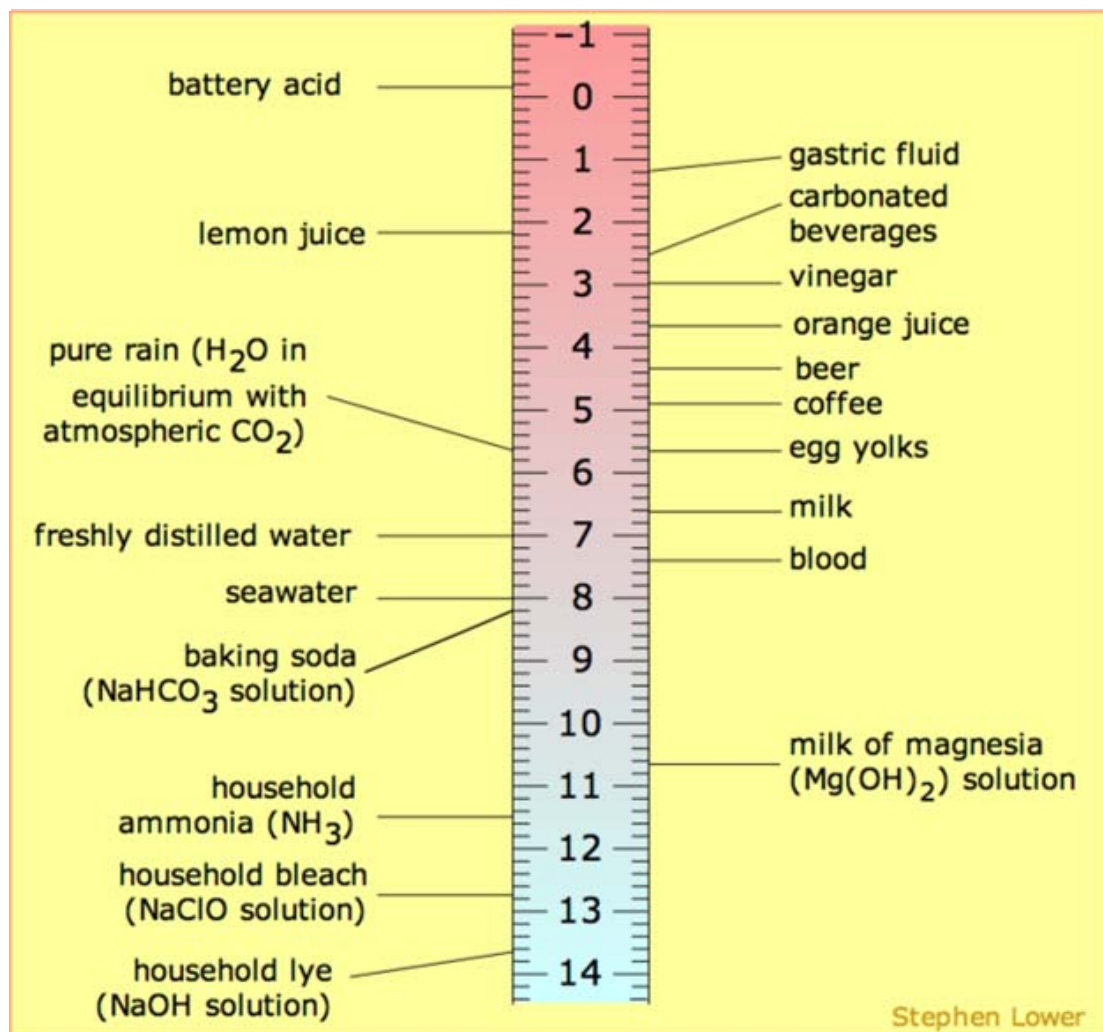 −1
battery acid
0
1
gastric fluid
carbonated
beverages
lemon juice
2
vinegar
3
orange juice
pure rain (H₂O in
equilibrium with
atmospheric CO₂)
4
beer
coffee
5
egg yolks
6
milk
freshly distilled water
7
blood
seawater
8
baking soda
(NaHCO₃ solution)
9
10
milk of magnesia
(Mg(OH)₂) solution
household
ammonia (NH₃)
11
12
household bleach
(NaClO solution)
13
household lye
(NaOH solution)
14
Stephen Lower